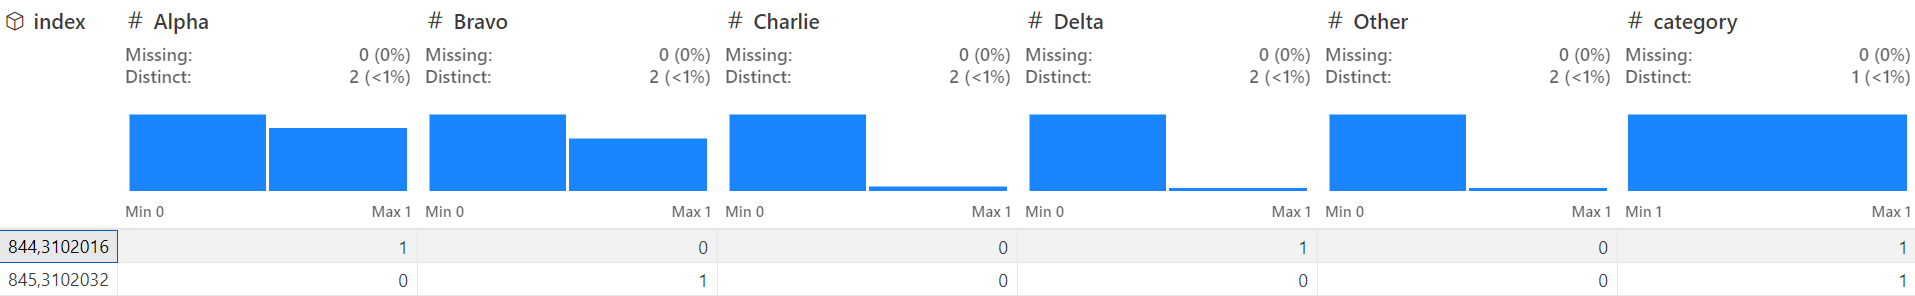 index # Alpha # Bravo # Charlie # Delta # Other # category
Missing: 0 (0%) Missing: 0 (0%) Missing: 0 (0%) Missing: 0 (0%) Missing: 0 (0%) Missing: 0 (0%)
Distinct: 2 (<1%) Distinct: 2 (<1%) Distinct: 2 (<1%) Distinct: 2 (<1%) Distinct: 2 (<1%) Distinct: 1 (<1%)
Min 0 Max 1 Min 0 Max 1 Min 0 Max 1 Min 0 Max 1 Min 0 Max 1 Min 1 Max 1
844,3102016 1 0 0 1 0 1
845,3102032 0 1 0 0 0 1